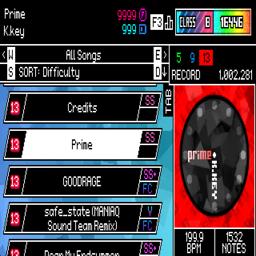 Prime
K.key
9999
0000
F3
CLASS 8
16446
W All Songs E
S SORT: Difficulty D
5 9 13
RECORD 1.002.281
TAB
13 Credits SS
13 Prime
13 GOODRAGE SS+ FC
13 safe_state (MANIAQ Sound Team Remix) V FC
SS+
prime
K.KEY
199.9 BPM
1532 NOTES